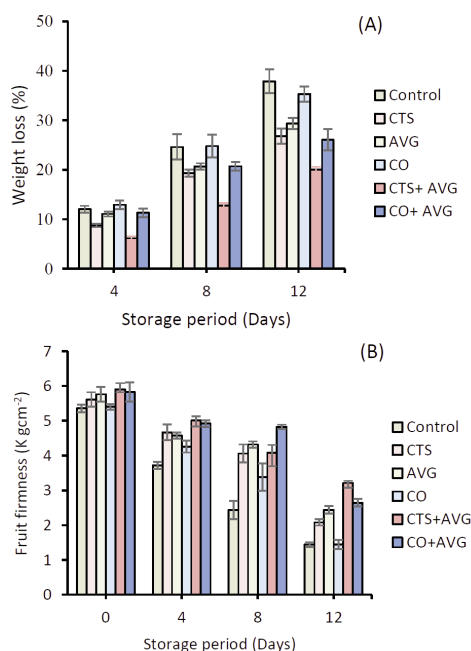 (A)
50
40
30
20
10
0
Weight loss (%)
4
8
12
Storage period (Days)
Control
CTS
AVG
CO
CTS+ AVG
CO+ AVG
(B)
7
6
5
4
3
2
1
0
Fruit firmness (K gcm-²)
0
4
8
12
Storage period (Days)
Control
CTS
AVG
CO
CTS+AVG
CO+AVG